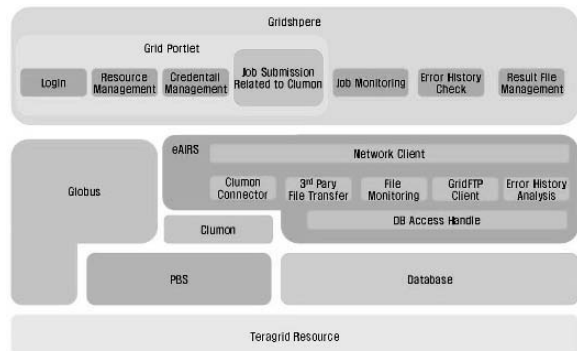 Gridshpere
Grid Portlet
Login
Resource
Management
Credentail
Management
Job Submission
Related to Clumon
Job Monitoring
Error History
Check
Result File
Management
eAIRS
Network Client
Globus
Clumon
Connector
3rd Pary
File Transfer
File
Monitoring
GridFTP
Client
Error History
Analysis
DB Access Handle
Clumon
PBS
Database
Teragrid Resource